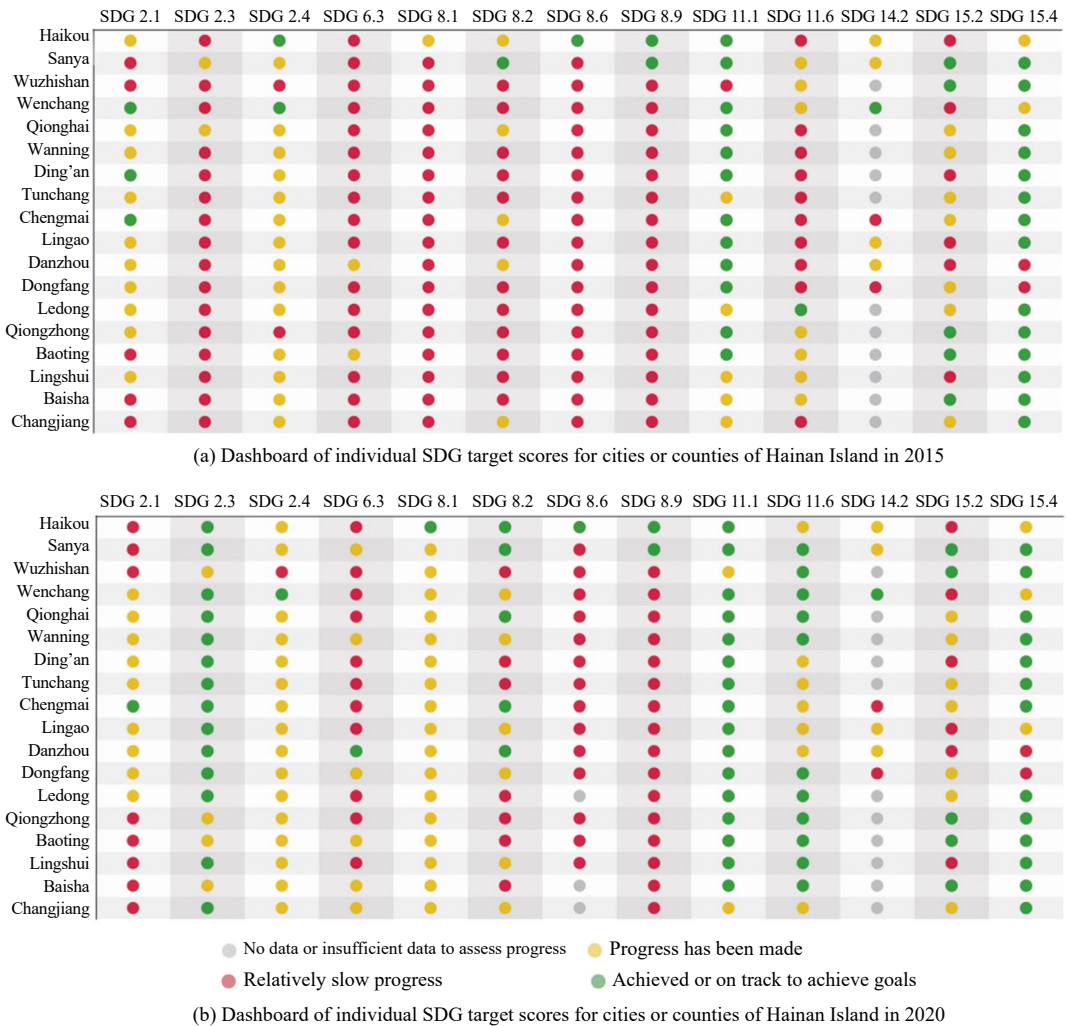 SDG 2.1 SDG 2.3 SDG 2.4 SDG 6.3 SDG 8.1 SDG 8.2 SDG 8.6 SDG 8.9 SDG 11.1 SDG 11.6 SDG 14.2 SDG 15.2 SDG 15.4
Haikou
Sanya
Wuzhishan
Wenchang
Qionghai
Wanning
Ding’an
Tunchang
Chengmai
Lingao
Danzhou
Dongfang
Ledong
Qiongzhong
Baoting
Lingshui
Baisha
Changjiang
(a) Dashboard of individual SDG target scores for cities or counties of Hainan Island in 2015
SDG 2.1 SDG 2.3 SDG 2.4 SDG 6.3 SDG 8.1 SDG 8.2 SDG 8.6 SDG 8.9 SDG 11.1 SDG 11.6 SDG 14.2 SDG 15.2 SDG 15.4
Haikou
Sanya
Wuzhishan
Wenchang
Qionghai
Wanning
Ding’an
Tunchang
Chengmai
Lingao
Danzhou
Dongfang
Ledong
Qiongzhong
Baoting
Lingshui
Baisha
Changjiang
No data or insufficient data to assess progress Progress has been made
Relatively slow progress Achieved or on track to achieve goals
(b) Dashboard of individual SDG target scores for cities or counties of Hainan Island in 2020